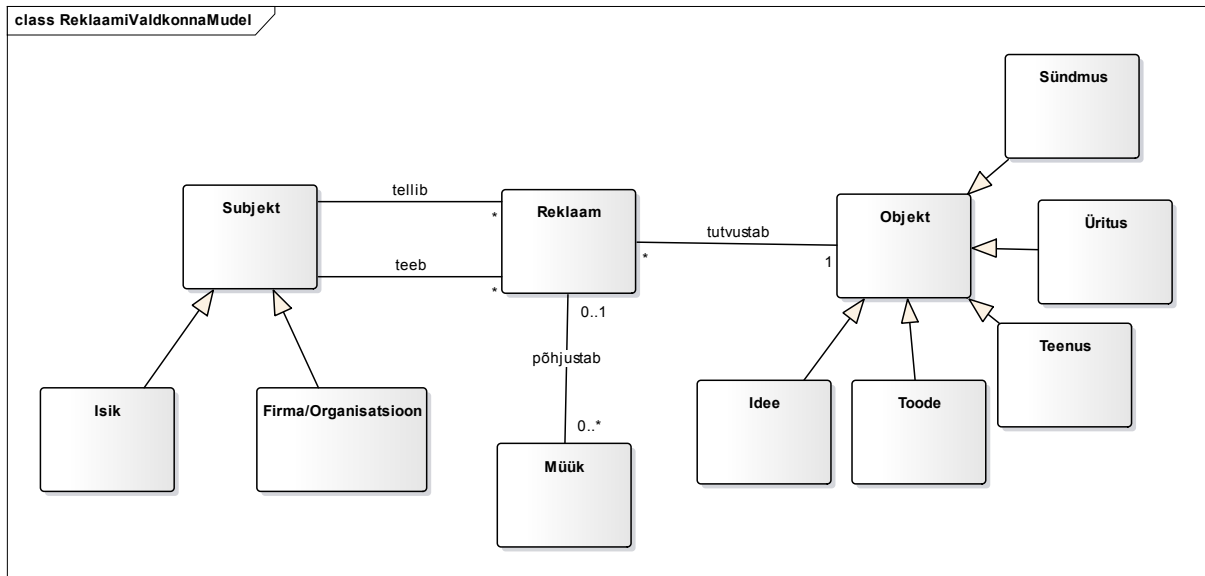 class ReklaamiValdkonnaMudel
Sündmus
Subjekt
tellib
*
Reklaam
tutvustab
*
1
Objekt
Üritus
teeb
*
0..1
põhjustab
0..*
Müük
Isik
Firma/Organisatsioon
Idee
Toode
Teenus